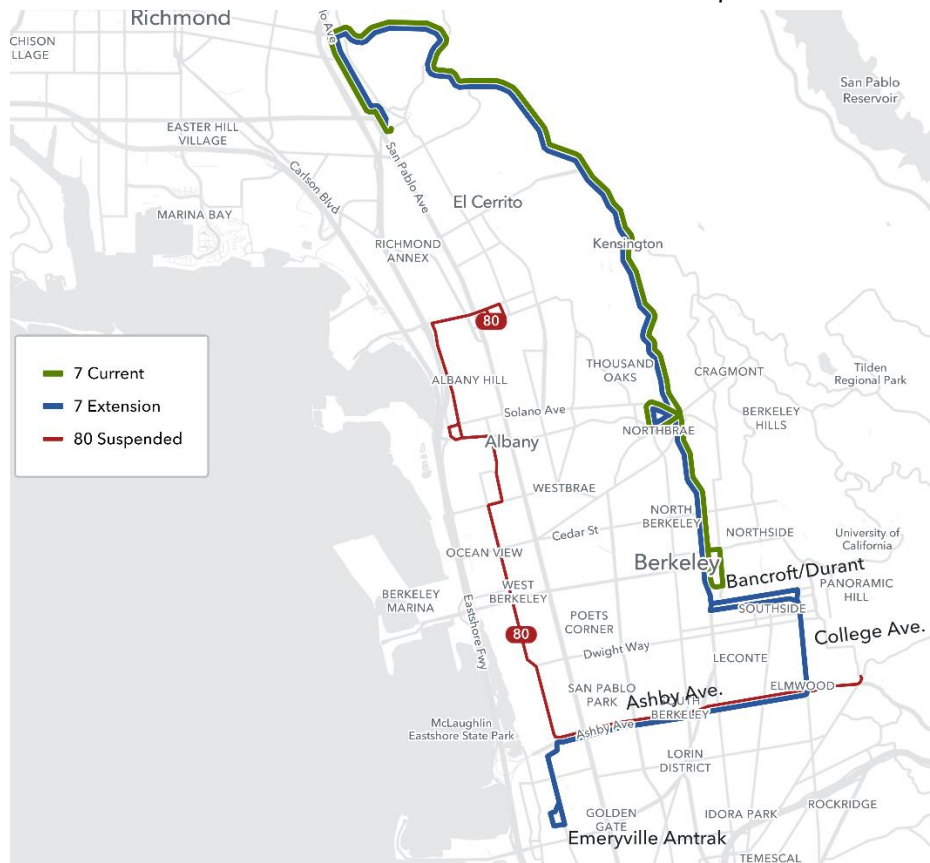 Richmond
CHISON
LLAGE
lo Ave
San Pablo
Reservoir
EASTER HILL
VILLAGE
San Pablo Ave
Carlson Blvd
El Cerrito
MARINA BAY
RICHMOND
ANNEX
Kensington
80
7 Current
7 Extension
80 Suspended
ALBANY HILL
THOUSAND
OAKS
CRAGMONT
Tilden
Regional Park
Solano Ave
BERKELEY
HILLS
Albany
NORTHBRAE
WESTBRAE
NORTH
BERKELEY
Cedar St
NORTHSIDE
University of
California
OCEAN VIEW
Berkeley
Bancroft/Durant
PANORAMIC
HILL
WEST
BERKELEY
BERKELEY
MARINA
Eastshore Fwy
SOUTHSIDE
POETS
CORNER
80
College Ave.
Dwight Way
LECONTE
SAN PABLO
PARK
ELMWOOD
Ashby Ave.
SOUTH
BERKELEY
McLaughlin
Eastshore State Park
Ashby Ave
LORIN
DISTRICT
GOLDEN
GATE
IDORA PARK
ROCKRIDGE
Emeryville Amtrak
TEMESCAL